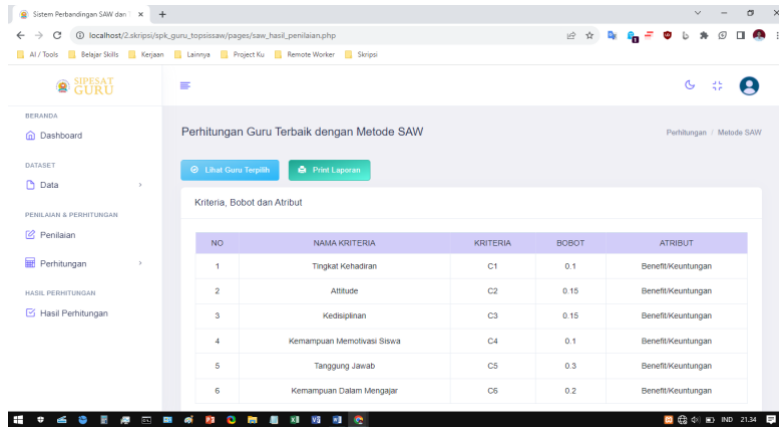 Sistem Perbandingan SAW dan T
localhost/2.skripsi/spk_guru_topsissaw/pages/saw_hasil_penilaian.php
AI / Tools Belajar Skills Kerjaan Lainnya Project Ku Remote Worker Skripsi
SIPESAT
GURU
BERANDA
Dashboard
DATASET
Data
PENILAIAN & PERHITUNGAN
Penilaian
Perhitungan
HASIL PERHITUNGAN
Hasil Perhitungan
Perhitungan Guru Terbaik dengan Metode SAW
Perhitungan / Metode SAW
Lihat Guru Terpilih Print Laporan
Kriteria, Bobot dan Atribut
NO NAMA KRITERIA KRITERIA BOBOT ATRIBUT
1 Tingkat Kehadiran C1 0.1 Benefit/Keuntungan
2 Attitude C2 0.15 Benefit/Keuntungan
3 Kedisiplinan C3 0.15 Benefit/Keuntungan
4 Kemampuan Memotivasi Siswa C4 0.1 Benefit/Keuntungan
5 Tanggung Jawab C5 0.3 Benefit/Keuntungan
6 Kemampuan Dalam Mengajar C6 0.2 Benefit/Keuntungan
IND 21.34